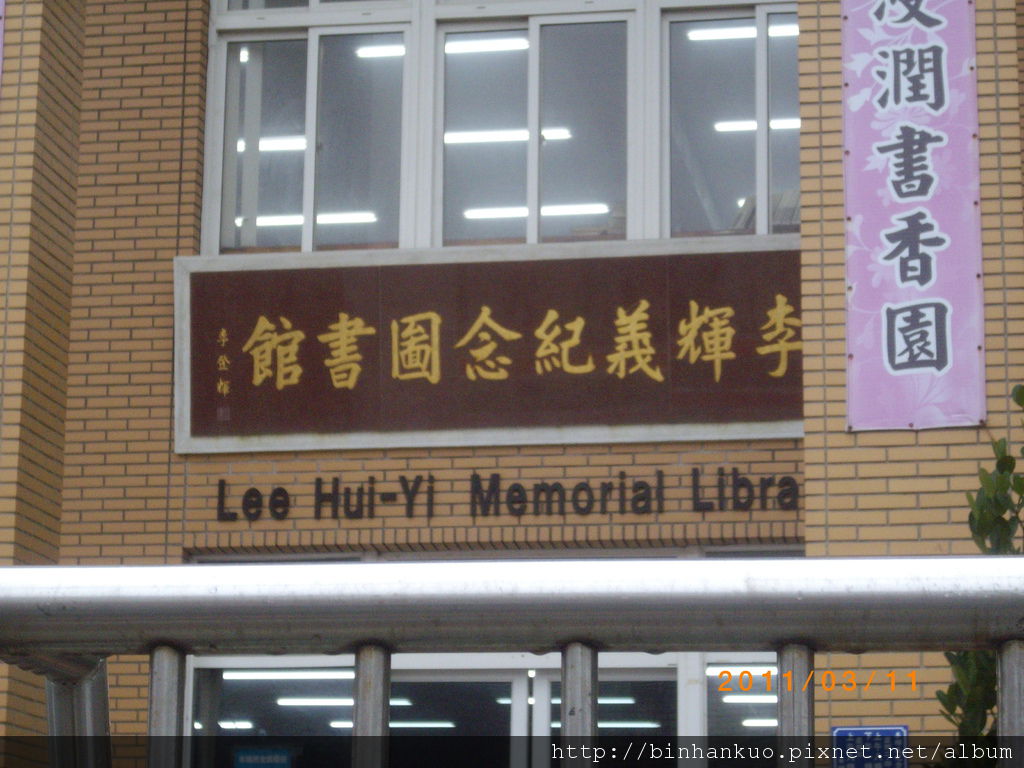 潤書香園
李輝義紀念圖書館
李登輝
Lee Hui-Yi Memorial Libra
2011/03/11
http://binhankuo.pixnet.net/album